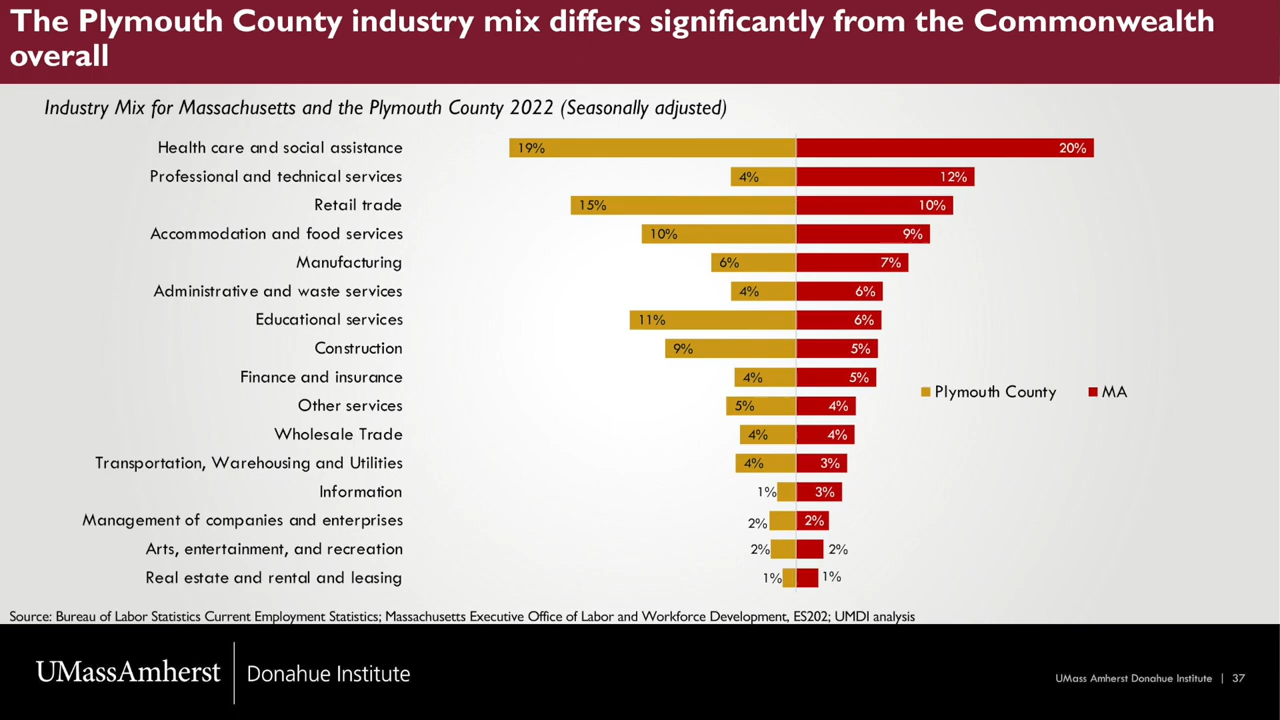 The Plymouth County industry mix differs significantly from the Commonwealth
overall
Industry Mix for Massachusetts and the Plymouth County 2022 (Seasonally adjusted)
Health care and social assistance 19% 20%
Professional and technical services 4% 12%
Retail trade 15% 10%
Accommodation and food services 10% 9%
Manufacturing 6% 7%
Administrative and waste services 4% 6%
Educational services 11% 6%
Construction 9% 5%
Finance and insurance 4% 5%
Plymouth County MA
Other services 5% 4%
Wholesale Trade 4% 4%
Transportation, Warehousing and Utilities 4% 3%
Information 1% 3%
Management of companies and enterprises 2% 2%
Arts, entertainment, and recreation 2% 2%
Real estate and rental and leasing 1% 1%
Source: Bureau of Labor Statistics Current Employment Statistics; Massachusetts Executive Office of Labor and Workforce Development, ES202; UMDI analysis
UMassAmherst Donahue Institute
UMass Amherst Donahue Institute | 37